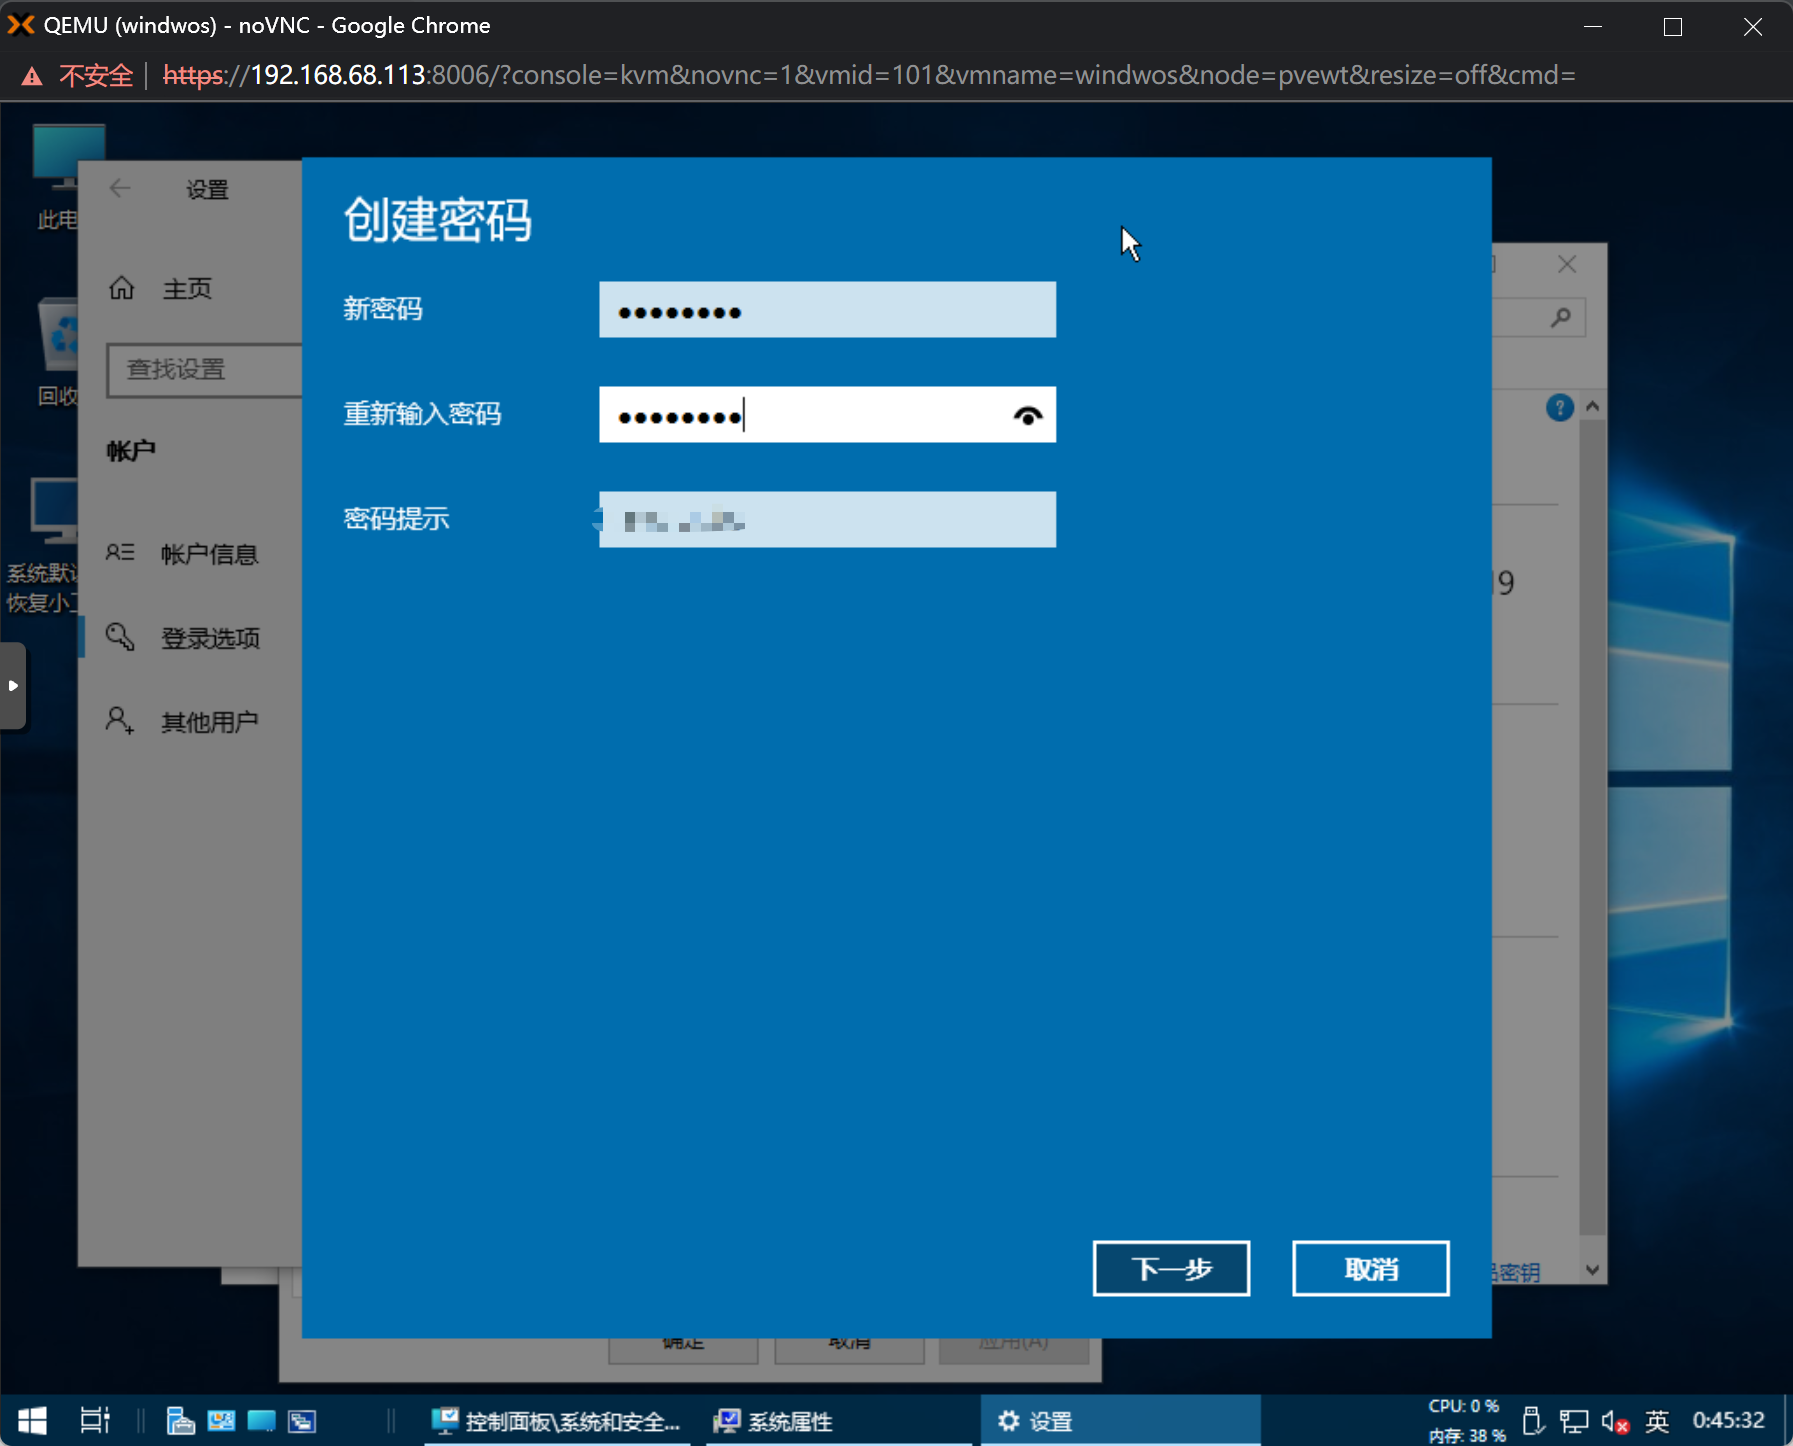 QEMU (windwos) - noVNC - Google Chrome
不安全 https://192.168.68.113:8006/?console=kvm&novnc=1&vmid=101&vmname=windwos&node=pvewt&resize=off&cmd=
此电
回收
系统默认
恢复小工
设置
主页
查找设置
帐户
帐户信息
登录选项
其他用户
创建密码
新密码
重新输入密码
密码提示
下一步
取消
?
19
品密钥
确定
取消
应用(A)
控制面板\系统和安全...
系统属性
设置
CPU: 0 %
内存: 38 %
英
0:45:32